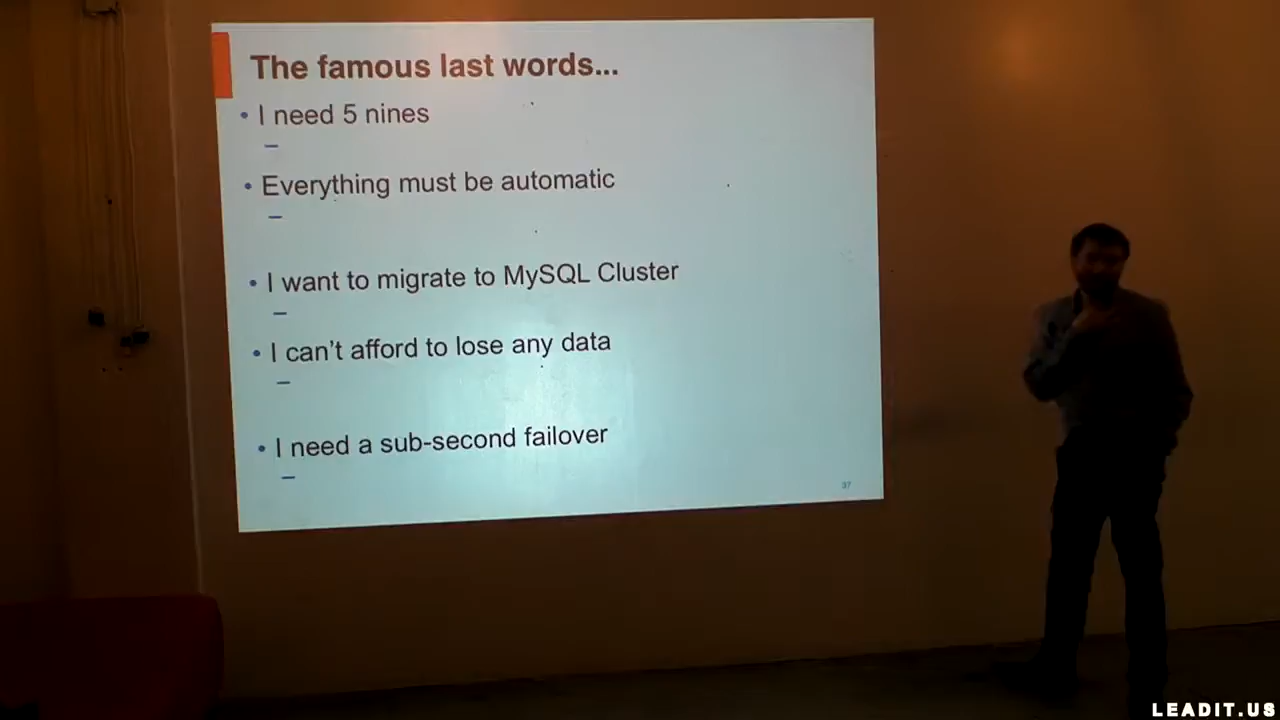 The famous last words...
• I need 5 nines
–
• Everything must be automatic
–
• I want to migrate to MySQL Cluster
–
• I can't afford to lose any data
–
• I need a sub-second failover
–
37
LEADIT.US